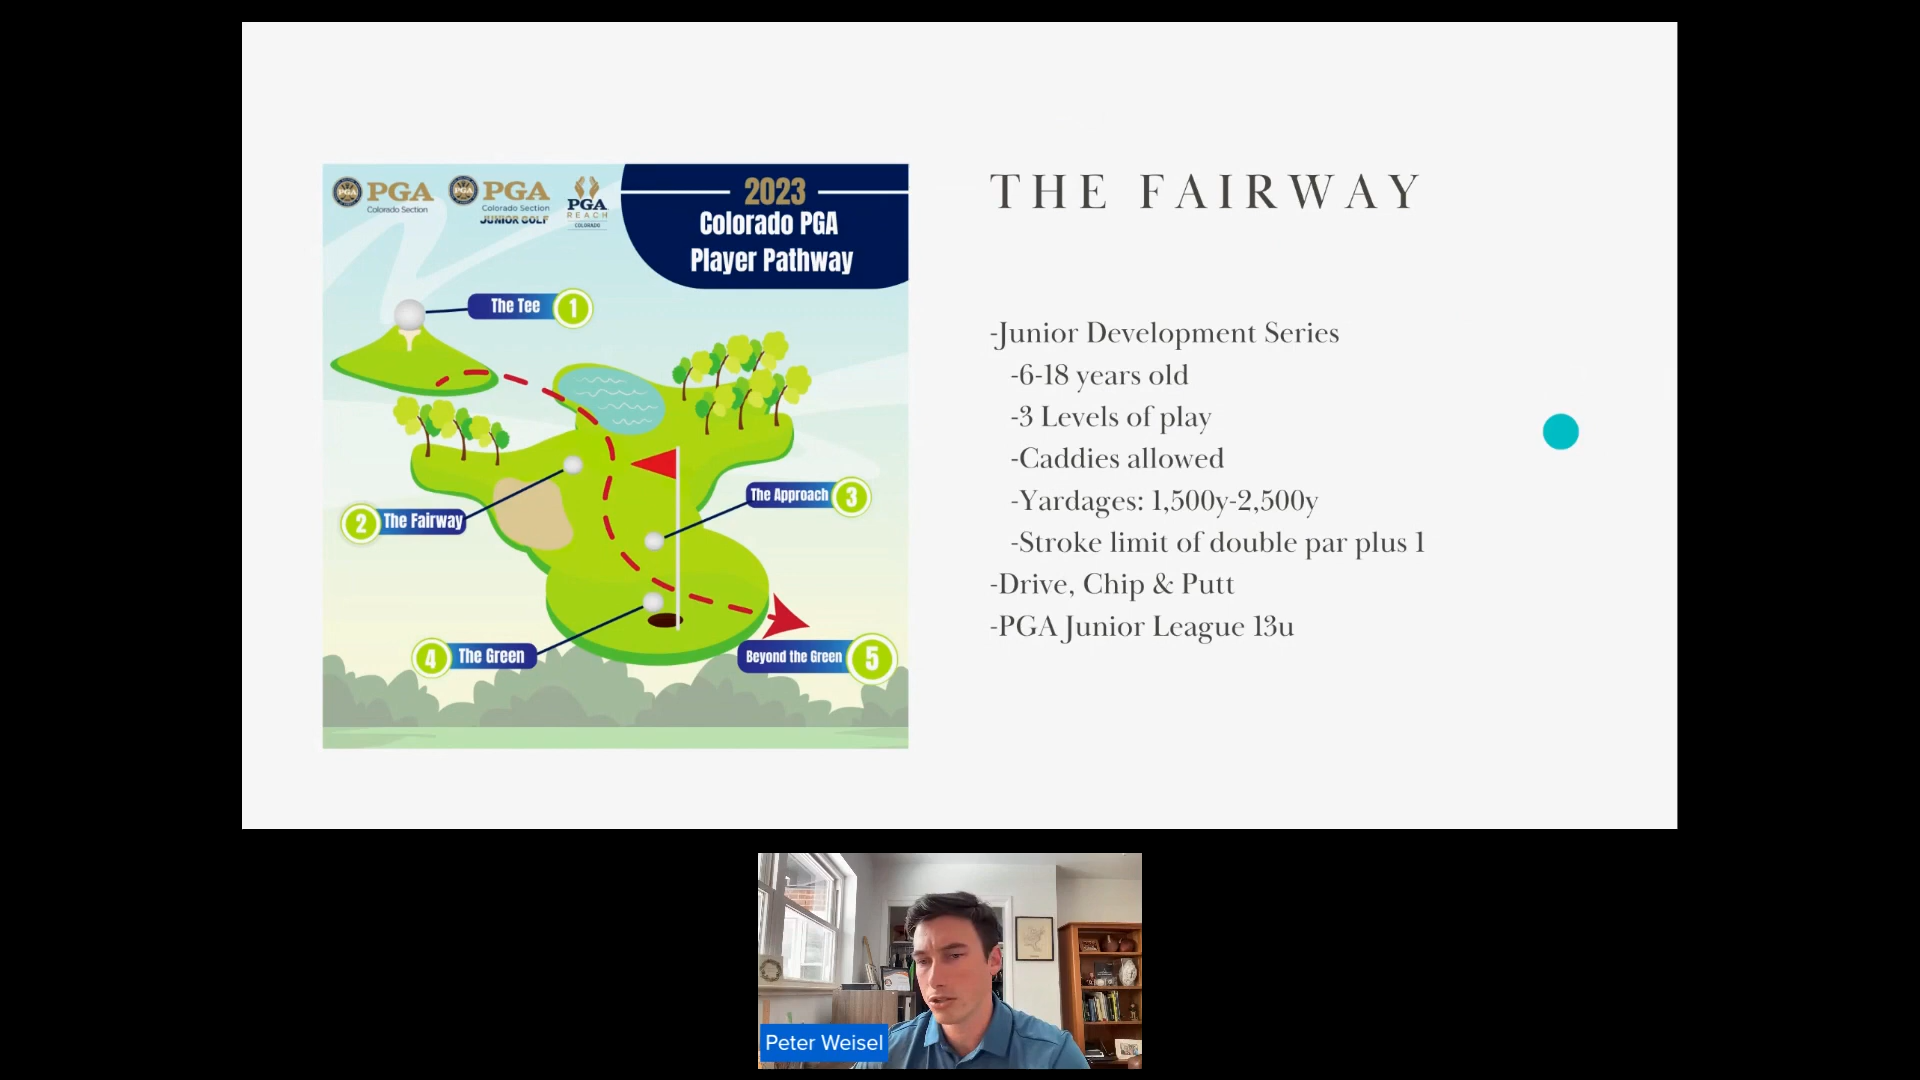 PGA
Colorado Section
PGA
Colorado Section
JUNIOR GOLF
PGA
REACH
COLORADO
2023
Colorado PGA
Player Pathway
The Tee 1
The Approach 3
2 The Fairway
4 The Green
Beyond the Green 5
THE FAIRWAY
-Junior Development Series
-6-18 years old
-3 Levels of play
-Caddies allowed
-Yardages: 1,500y-2,500y
-Stroke limit of double par plus 1
-Drive, Chip & Putt
-PGA Junior League 13u
Peter Weisel